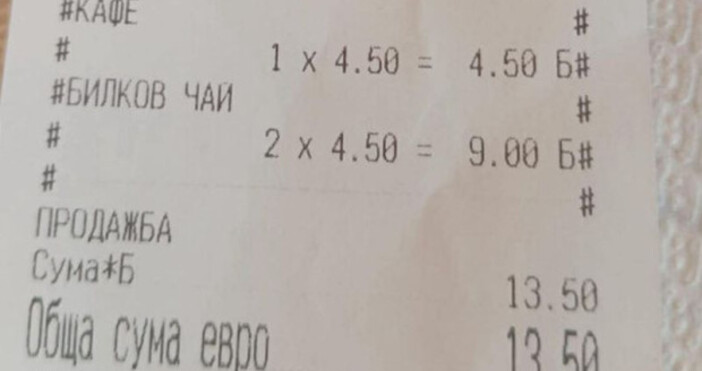 #КАФЕ #
# 1 x 4.50 = 4.50 Б#
#БИЛКОВ ЧАЙ #
# 2 x 4.50 = 9.00 Б#
# #
ПРОДАЖБА
Сума*Б 13.50
Обща сума евро 13.50